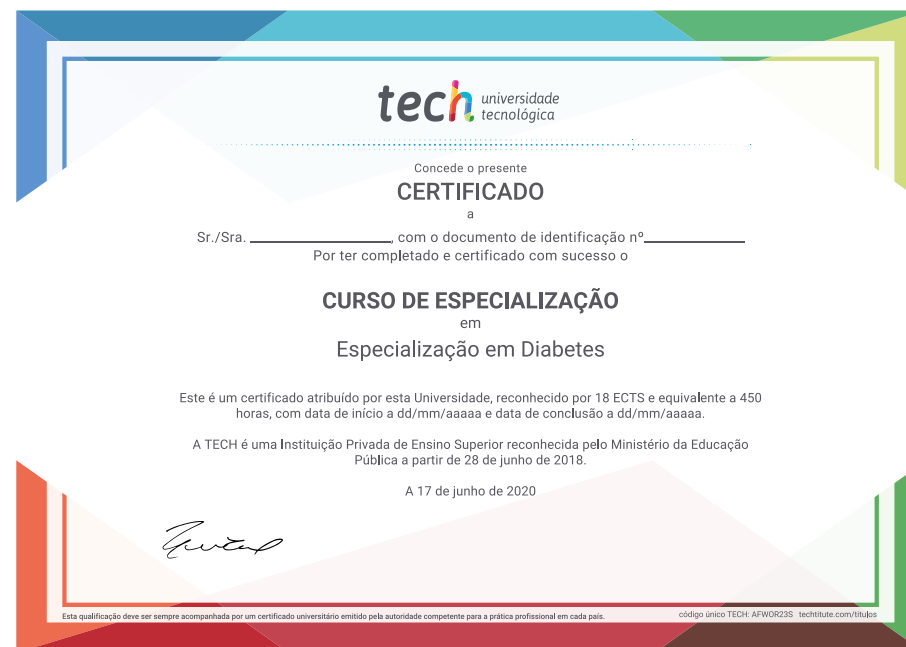 tech universidade
tecnológica
Concede o presente
CERTIFICADO
a
Sr./Sra. ____________________, com o documento de identificação nº______________
Por ter completado e certificado com sucesso o
CURSO DE ESPECIALIZAÇÃO
em
Especialização em Diabetes
Este é um certificado atribuído por esta Universidade, reconhecido por 18 ECTS e equivalente a 450
horas, com data de início a dd/mm/aaaaa e data de conclusão a dd/mm/aaaaa.
A TECH é uma Instituição Privada de Ensino Superior reconhecida pelo Ministério da Educação
Pública a partir de 28 de junho de 2018.
A 17 de junho de 2020
Esta qualificação deve ser sempre acompanhada por um certificado universitário emitido pela autoridade competente para a prática profissional em cada país.
código único TECH: AFWOR23S techtitute.com/títulos